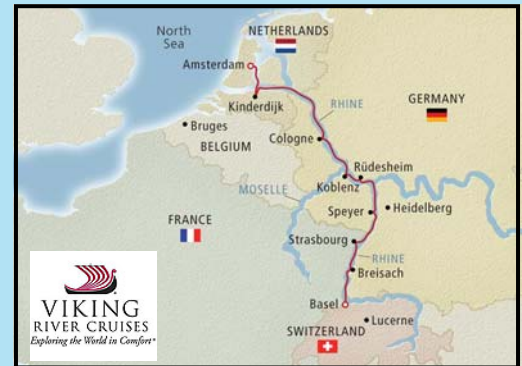 North
Sea
NETHERLANDS
Amsterdam
Kinderdijk
RHINE
GERMANY
Bruges
BELGIUM
Cologne
Rüdesheim
Koblenz
MOSELLE
Speyer
Heidelberg
FRANCE
Strasbourg
RHINE
Breisach
Basel
Lucerne
SWITZERLAND
VIKING
RIVER CRUISES
Exploring the World in Comfort®